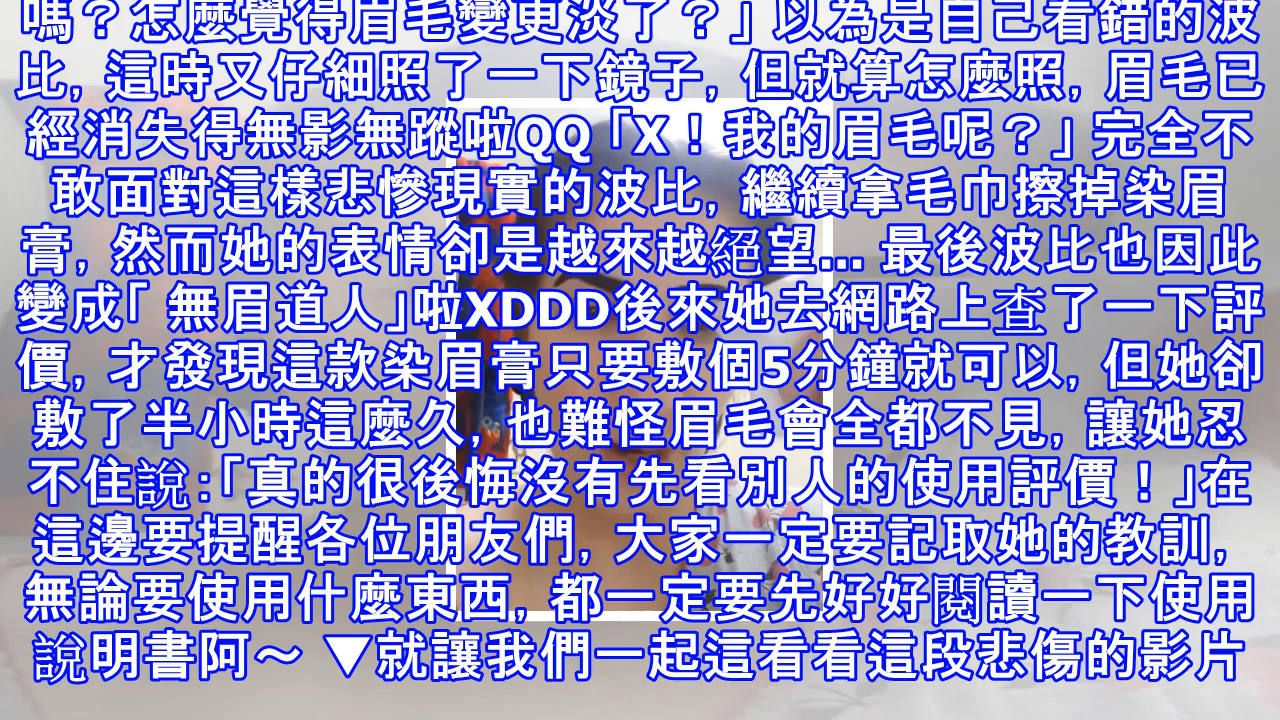 嗎？怎麼覺得眉毛變更淡了？」以為是自己看錯的波
比, 這時又仔細照了一下鏡子, 但就算怎麼照, 眉毛已
經消失得無影無蹤啦QQ「X！我的眉毛呢？」完全不
敢面對這樣悲慘現實的波比, 繼續拿毛巾擦掉染眉
膏, 然而她的表情卻是越來越絕望... 最後波比也因此
變成「 無眉道人」啦XDDD後來她去網路上查了一下評
價, 才發現這款染眉膏只要敷個5分鐘就可以, 但她卻
敷了半小時這麼久, 也難怪眉毛會全都不見, 讓她忍
不住說:「真的很後悔沒有先看別人的使用評價！」在
這邊要提醒各位朋友們, 大家一定要記取她的教訓,
無論要使用什麼東西, 都一定要先好好閱讀一下使用
說明書阿～ ▼就讓我們一起這看看這段悲傷的影片